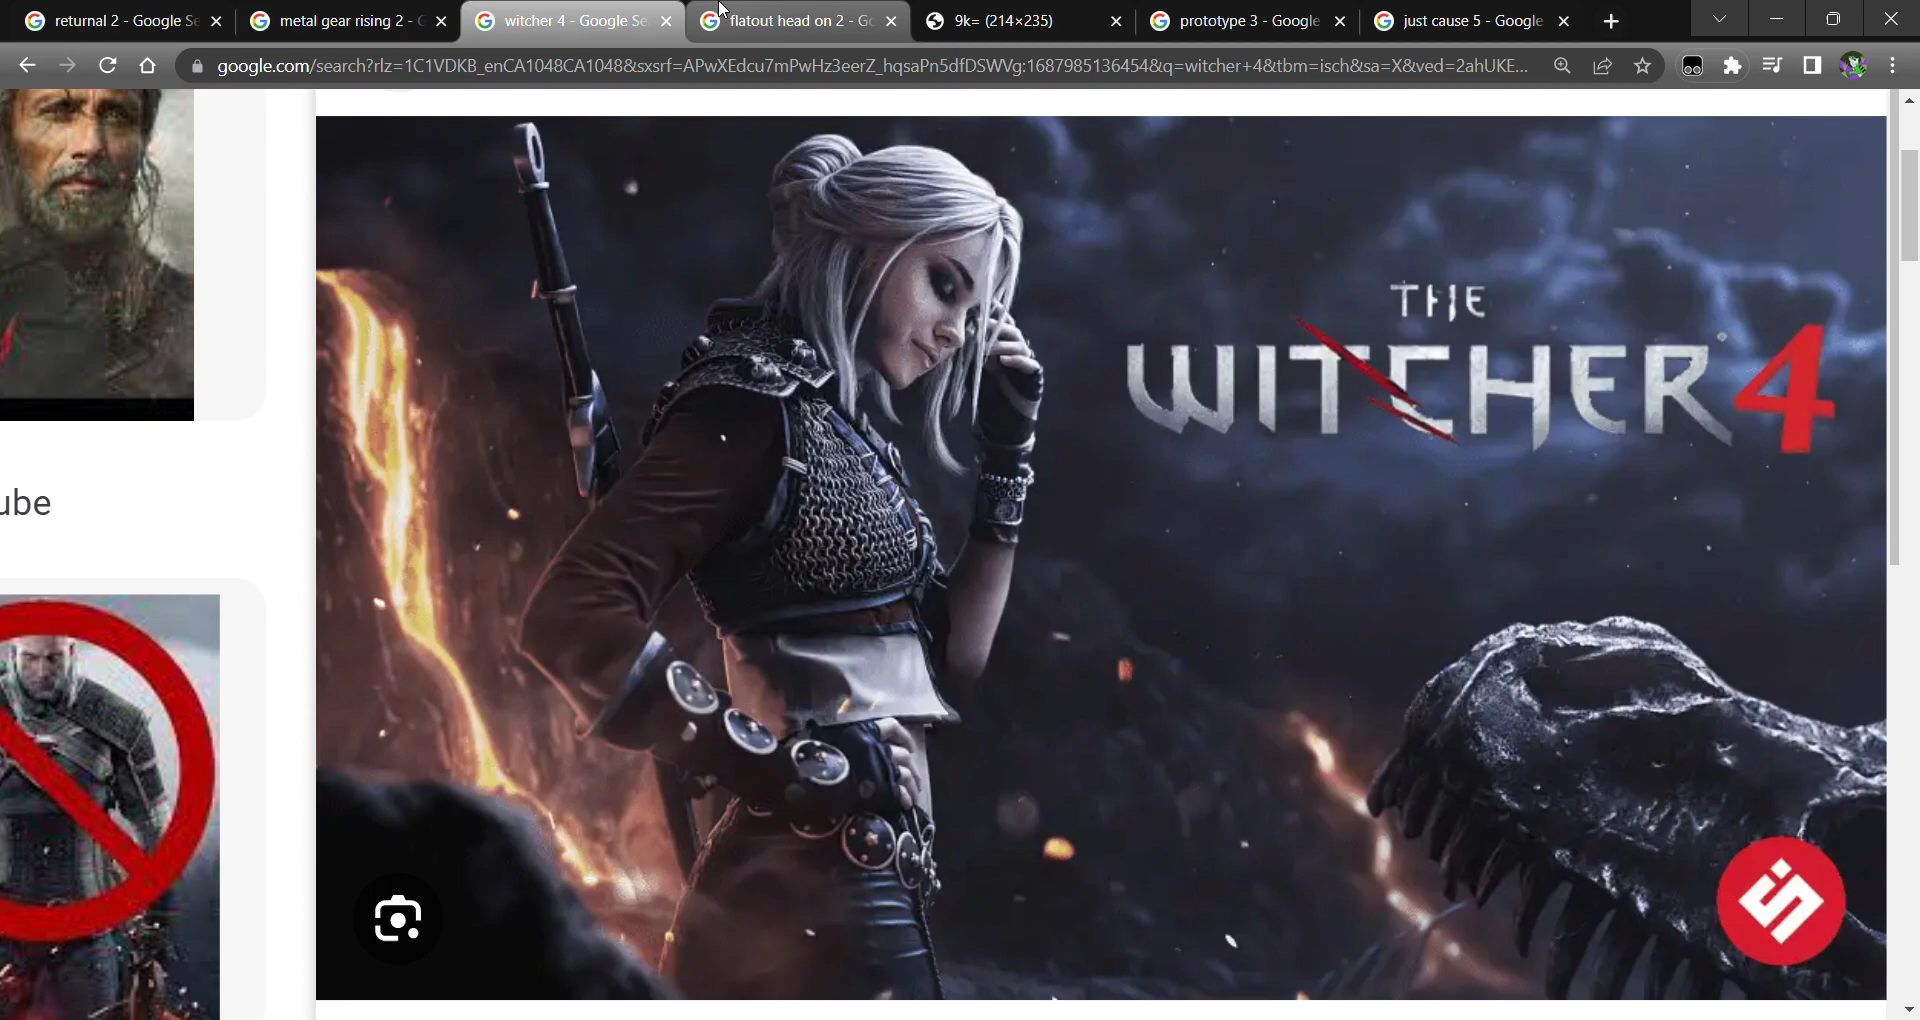 returnal 2 - Google Se
metal gear rising 2 - G
witcher 4 - Google Se
flatout head on 2 - Go
9k= (214×235)
prototype 3 - Google
just cause 5 - Google
google.com/search?rlz=1C1VDKB_enCA1048CA1048&sxsrf=APwXEdcu7mPwHz3eerZ_hqsaPn5dfDSWVg:1687985136454&q=witcher+4&tbm=isch&sa=X&ved=2ahUKE...
THE
WITCHER 4
ube